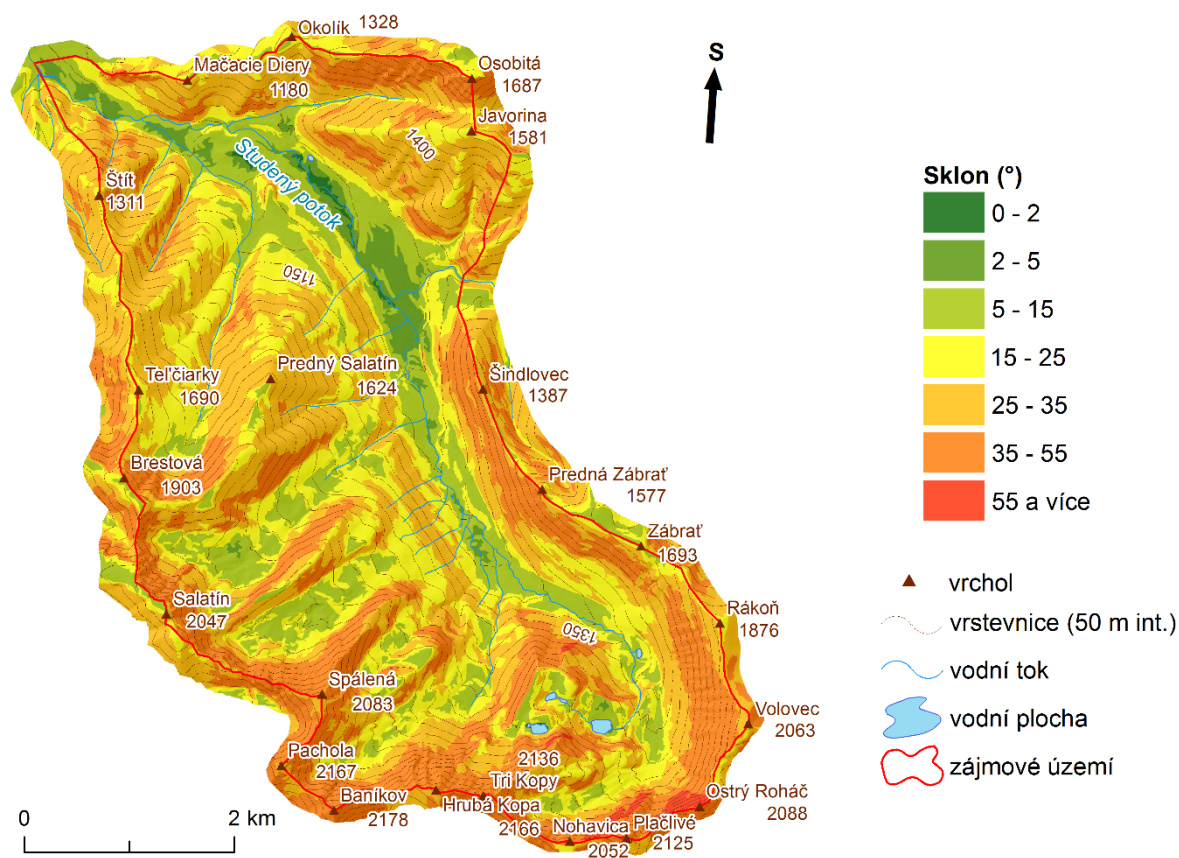 Okolík
1328
Mačacie Diery
1180
Osobitá
1687
Javorina
1581
1400
S
Studený potok
Štít
1311
1150
Predný Salatín
1624
Teľčiarky
1690
Šindlovec
1387
Brestová
1903
Predná Zábrať
1577
Zábrať
1693
Salatín
2047
Rákoň
1876
1350
Spálená
2083
Volovec
2063
Pachola
2167
2136
Tri Kopy
Baníkov
2178
Hrubá Kopa
2166
Ostrý Roháč
2088
Nohavica
2052
Plačlivé
2125
0
2 km
Sklon (°)
0 - 2
2 - 5
5 - 15
15 - 25
25 - 35
35 - 55
55 a více
vrchol
vrstevnice (50 m int.)
vodní tok
vodní plocha
zájmové území